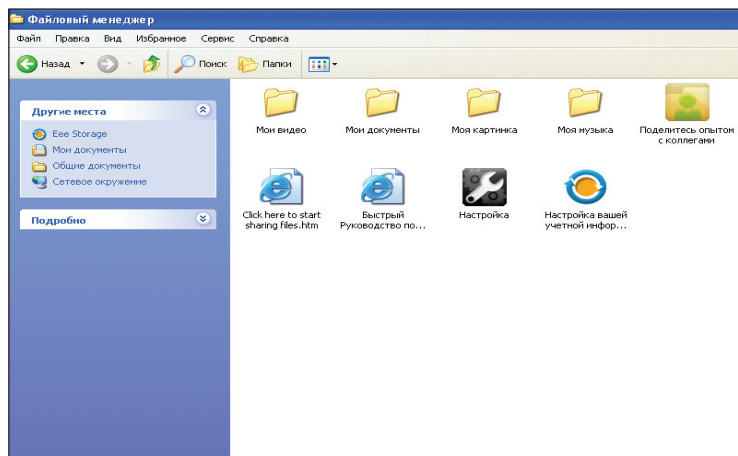 Файловый менеджер
Файл Правка Вид Избранное Сервис Справка
Назад Поиск Папки
Другие места
Eee Storage
Мои документы
Общие документы
Сетевое окружение
Подробно
Мои видео Мои документы Моя картинка Моя музыка Поделитесь опытом
с коллегами
Click here to start
sharing files.htm
Быстрый
Руководство по...
Настройка
Настройка вашей
учетной инфор...